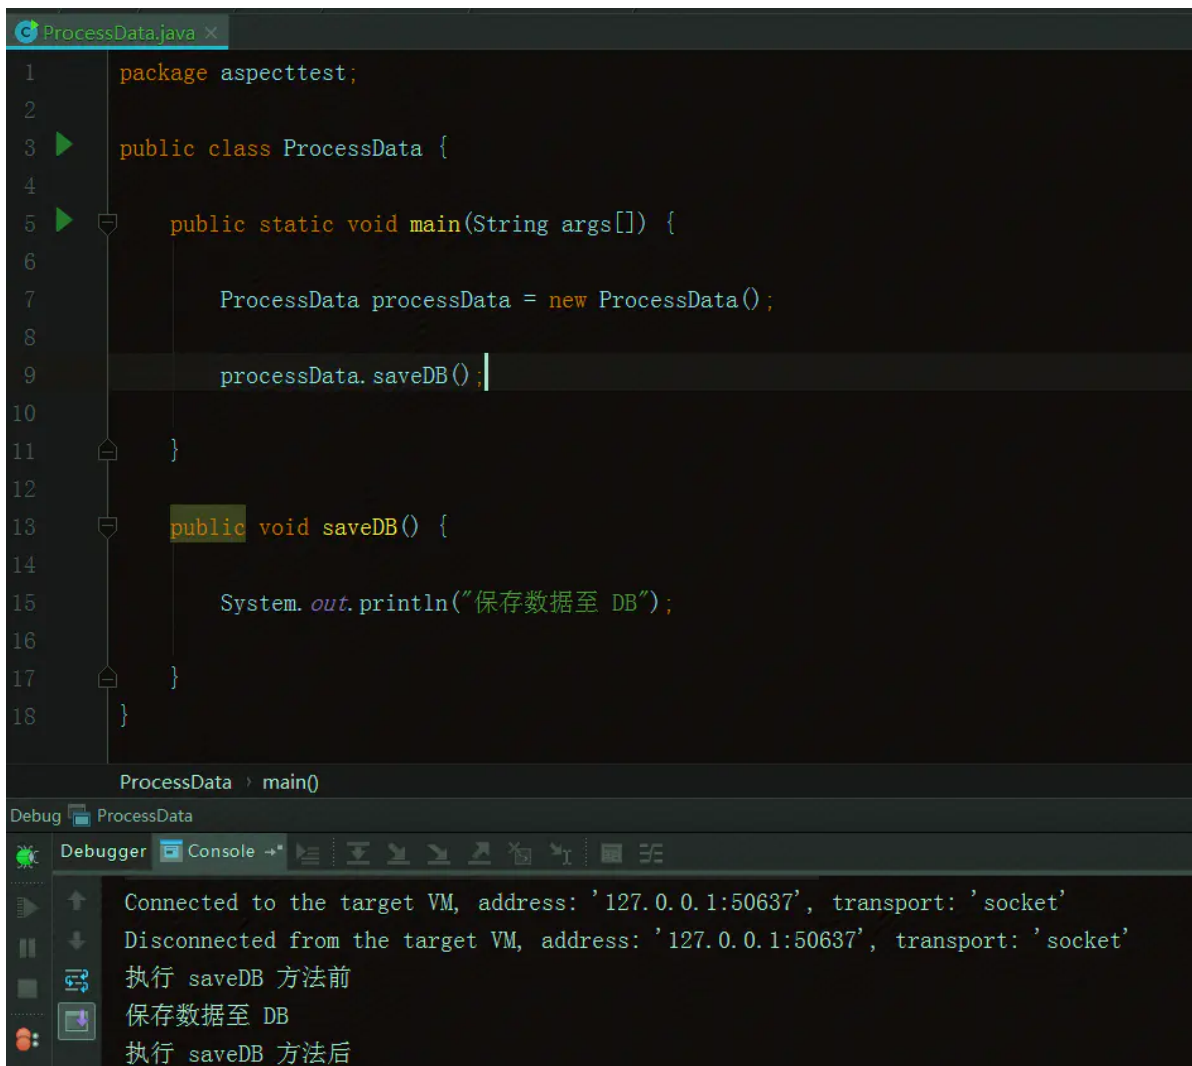 ProcessData.java
1 package aspecttest;
2
3 public class ProcessData {
4
5 public static void main(String args[]) {
6
7 ProcessData processData = new ProcessData();
8
9 processData.saveDB();
10
11 }
12
13 public void saveDB() {
14
15 System.out.println("保存数据至 DB");
16
17 }
18 }
ProcessData › main()
Debug ProcessData
Debugger Console
Connected to the target VM, address: '127.0.0.1:50637', transport: 'socket'
Disconnected from the target VM, address: '127.0.0.1:50637', transport: 'socket'
执行 saveDB 方法前
保存数据至 DB
执行 saveDB 方法后